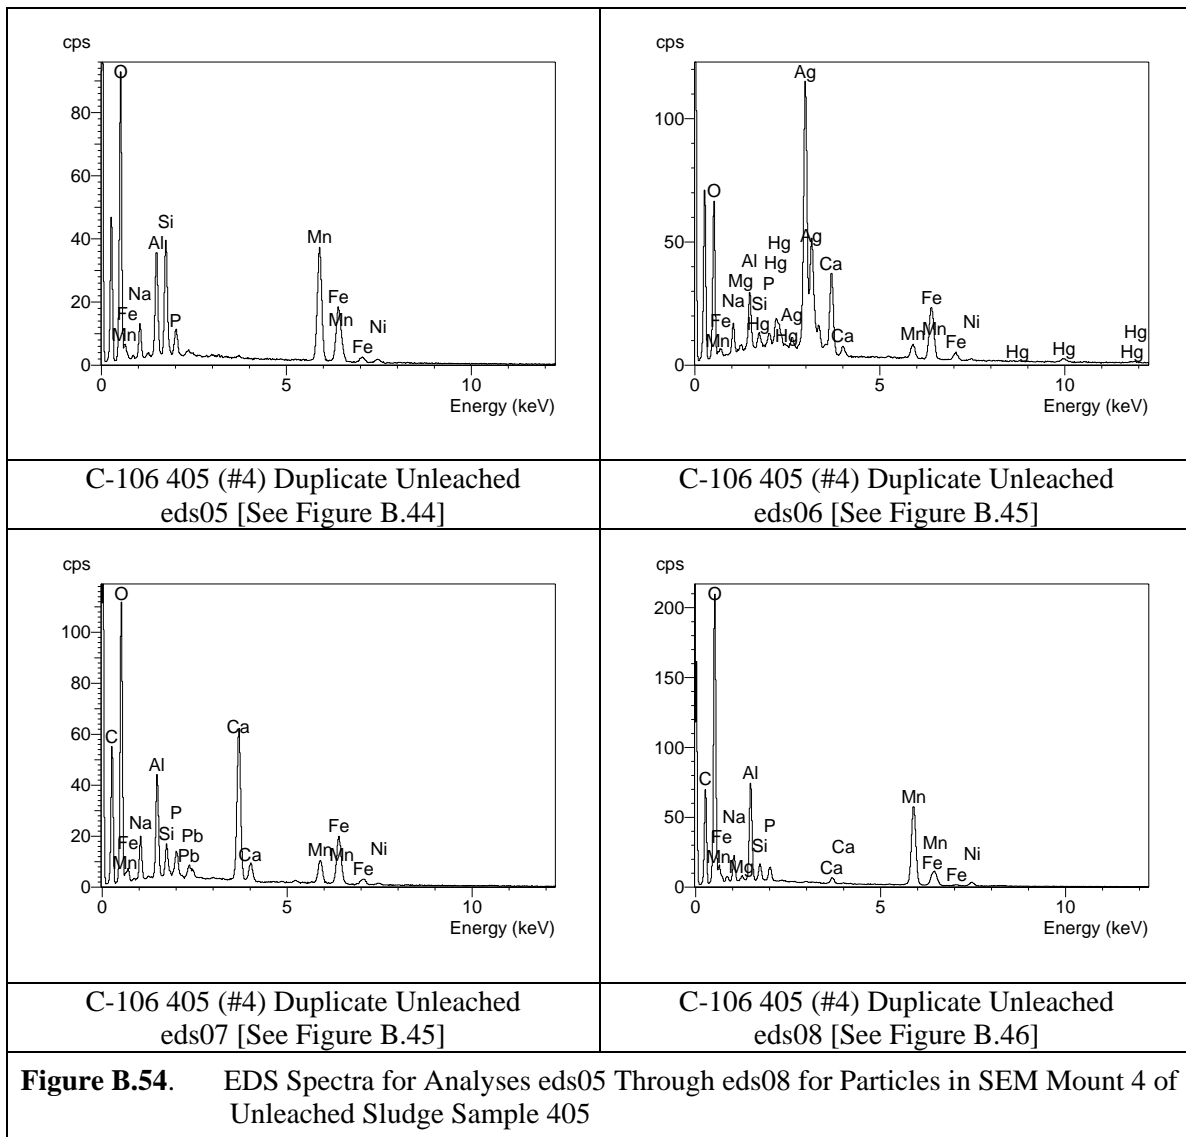 cps
O
80
60
Si
40
Al
Mn
Fe
20
Na
Fe
P
Mn
Mn
Ni
Fe
0
0
5
10
Energy (keV)
C-106 405 (#4) Duplicate Unleached
eds05 [See Figure B.44]
cps
Ag
100
O
50
Hg
Ag
Al
Hg
Ca
Mg
P
Fe
Na
Si
Ag
Fe
Hg
Hg
Mn
Mn
Mn
Ni
Ca
Fe
Hg
Hg
Hg
Hg
0
0
5
10
Energy (keV)
C-106 405 (#4) Duplicate Unleached
eds06 [See Figure B.45]
cps
O
100
80
60
C
Ca
Al
40
P
Fe
20
Na
Fe
Si
Pb
Mn
Pb
Ca
Mn
Mn
Ni
Fe
0
0
5
10
Energy (keV)
C-106 405 (#4) Duplicate Unleached
eds07 [See Figure B.45]
cps
O
200
150
100
C
Al
Mn
50
Na
Fe
P
Mn
Si
Mg
Ca
Ca
Mn
Fe
Ni
Fe
0
0
5
10
Energy (keV)
C-106 405 (#4) Duplicate Unleached
eds08 [See Figure B.46]
Figure B.54. EDS Spectra for Analyses eds05 Through eds08 for Particles in SEM Mount 4 of
Unleached Sludge Sample 405